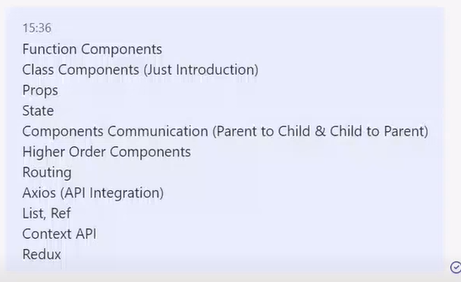 15:36
Function Components
Class Components (Just Introduction)
Props
State
Components Communication (Parent to Child & Child to Parent)
Higher Order Components
Routing
Axios (API Integration)
List, Ref
Context API
Redux